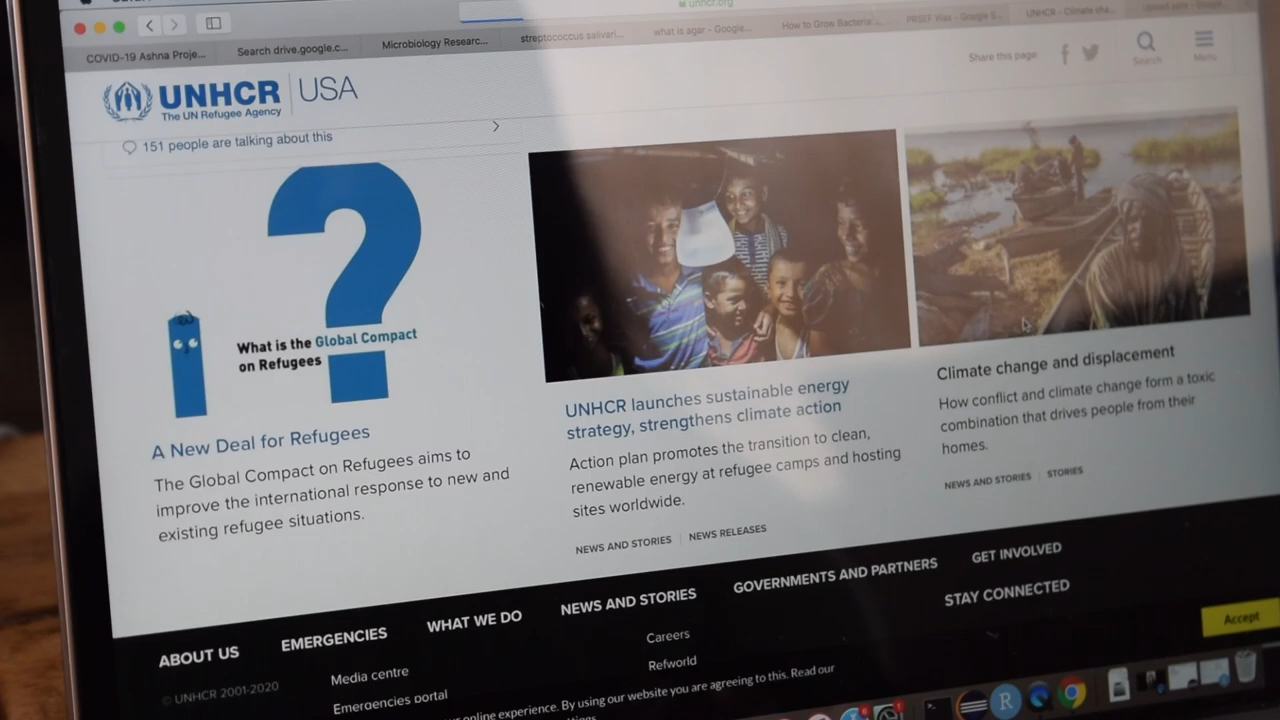 unhcr.org
COVID-19 Ashna Proje...
Search drive.google.c...
Microbiology Researc...
streptococcus salivari...
what is agar - Google...
How to Grow Bacteria:...
PRSEF Wax - Google S...
UNHCR - Climate cha...
UNHCR
USA
The UN Refugee Agency
Share this page:
Search
Menu
151 people are talking about this
What is the Global Compact
on Refugees
A New Deal for Refugees
The Global Compact on Refugees aims to
improve the international response to new and
existing refugee situations.
UNHCR launches sustainable energy
strategy, strengthens climate action
Action plan promotes the transition to clean,
renewable energy at refugee camps and hosting
sites worldwide.
NEWS AND STORIES | NEWS RELEASES
Climate change and displacement
How conflict and climate change form a toxic
combination that drives people from their
homes.
NEWS AND STORIES | STORIES
ABOUT US
EMERGENCIES
WHAT WE DO
NEWS AND STORIES
GOVERNMENTS AND PARTNERS
GET INVOLVED
STAY CONNECTED
© UNHCR 2001-2020
Media centre
Emergencies portal
Careers
Refworld
online experience. By using our website you are agreeing to this. Read our
Accept
R